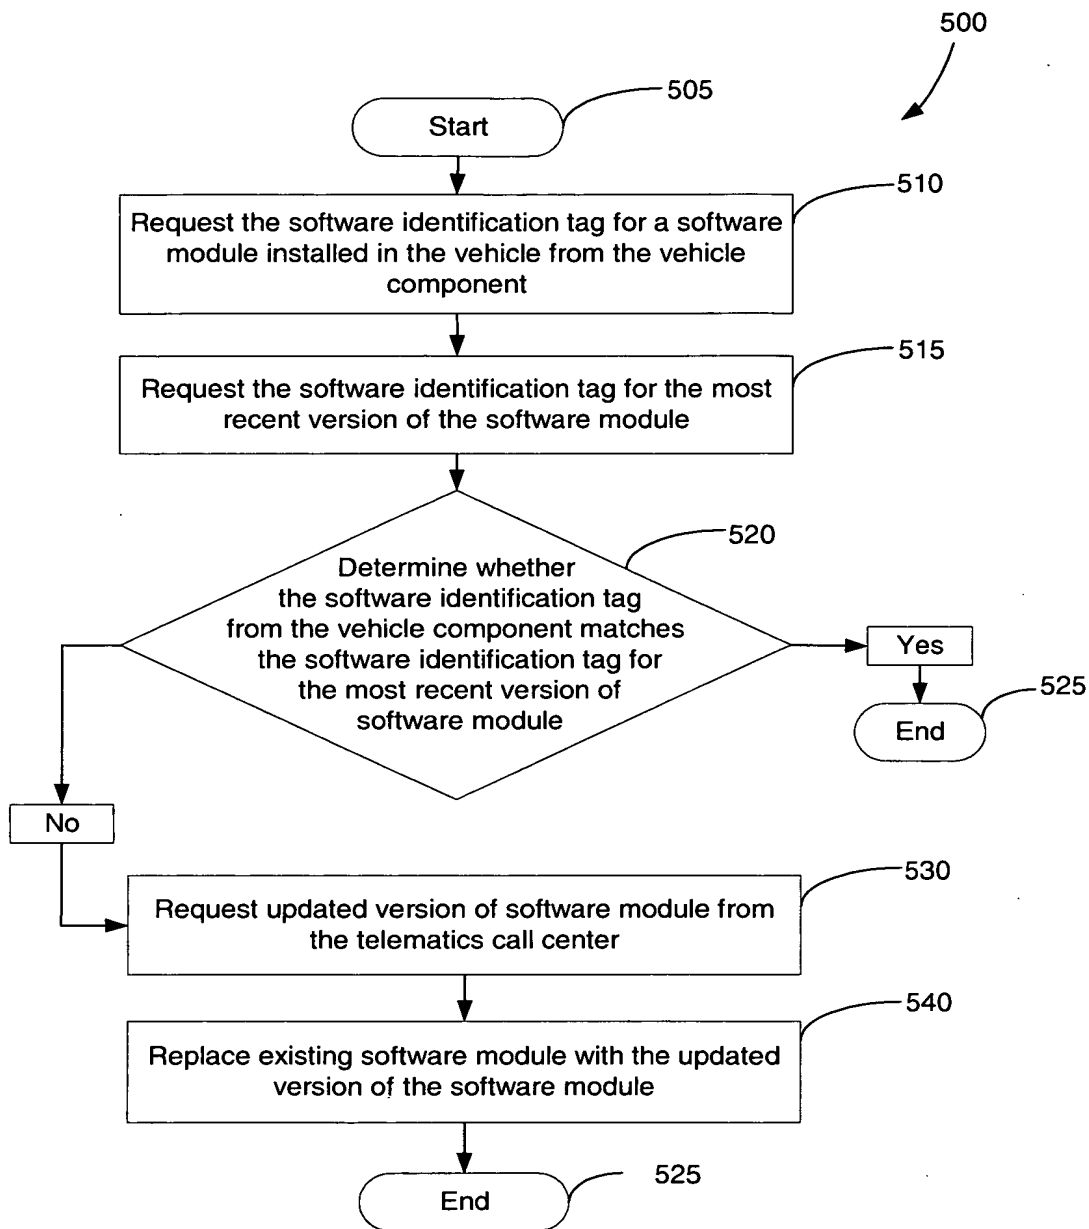 500
505
Start
510
Request the software identification tag for a software
module installed in the vehicle from the vehicle
component
515
Request the software identification tag for the most
recent version of the software module
520
Determine whether
the software identification tag
from the vehicle component matches
the software identification tag for
the most recent version of
software module
Yes
525
End
No
530
Request updated version of software module from
the telematics call center
540
Replace existing software module with the updated
version of the software module
525
End